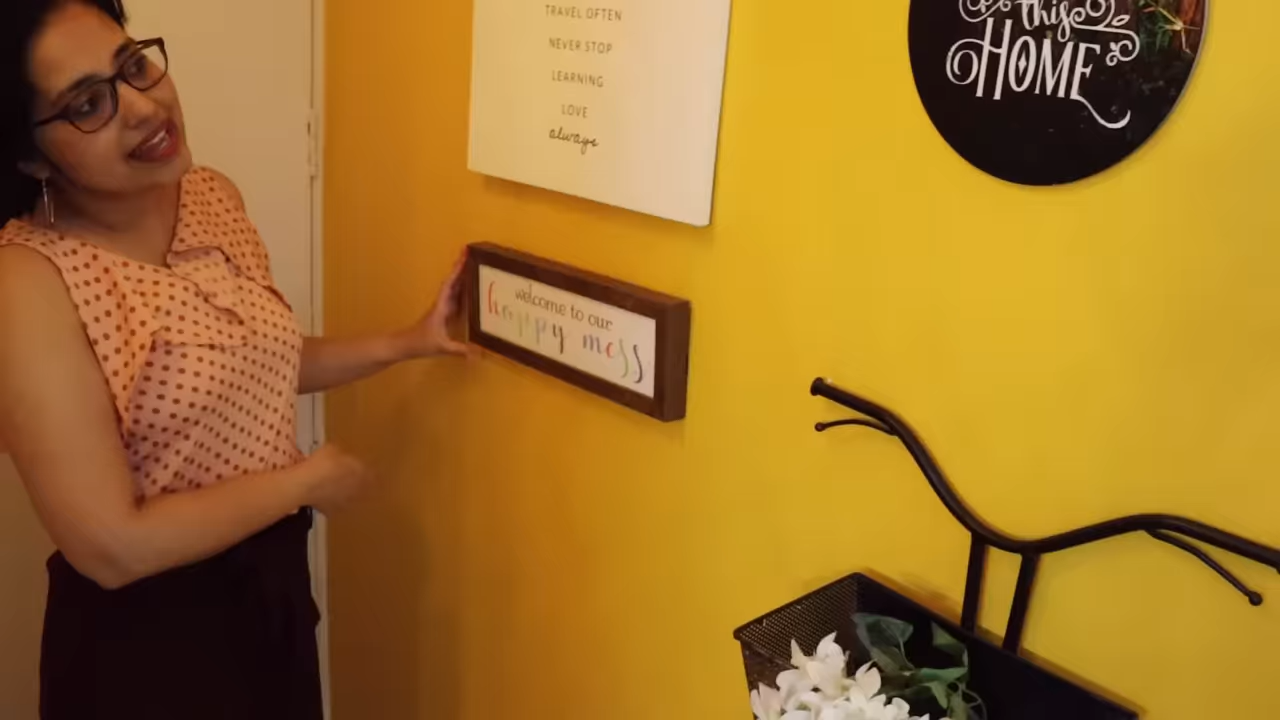 TRAVEL OFTEN
NEVER STOP
LEARNING
LOVE
always
this
HOME
welcome to our
happy mess